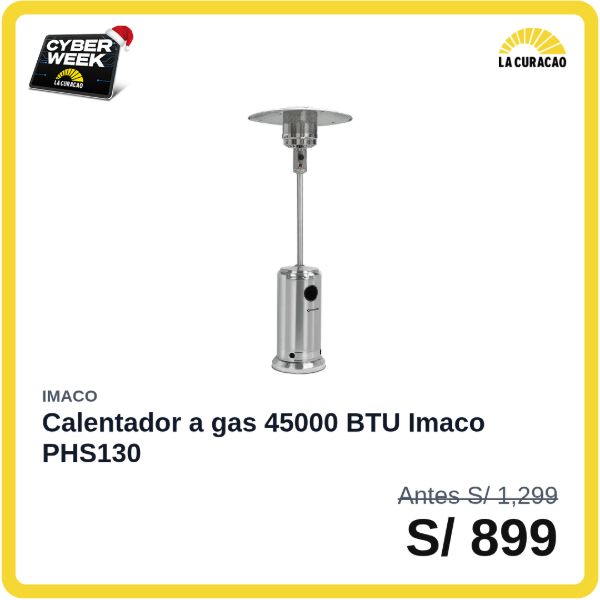 CYBER
WEEK
LA CURACAO
LA CURACAO
IMACO
Calentador a gas 45000 BTU Imaco
PHS130
Antes S/ 1,299
S/ 899